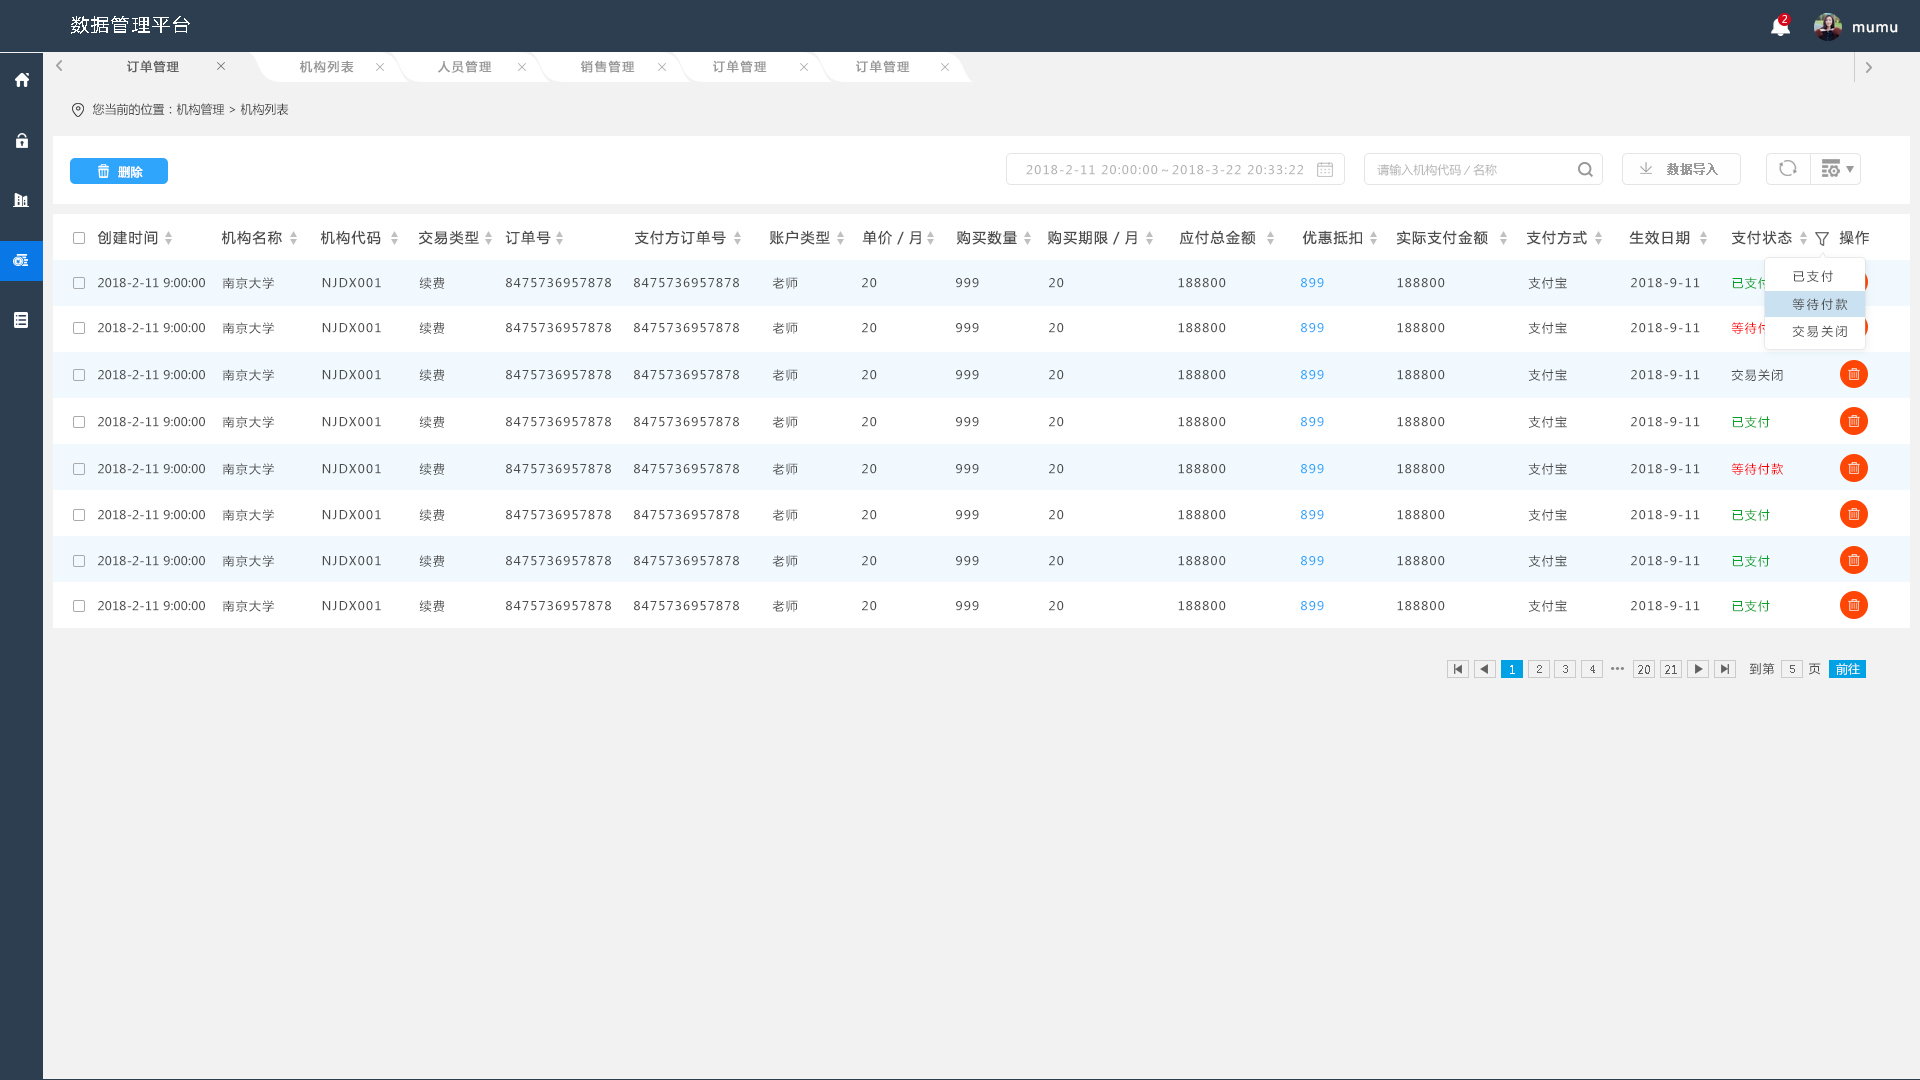 数据管理平台 2 mumu
订单管理 × 机构列表 × 人员管理 × 销售管理 × 订单管理 × 订单管理 ×
您当前的位置：机构管理 > 机构列表
删除 2018-2-11 20:00:00～2018-3-22 20:33:22 请输入机构代码 / 名称 数据导入
创建时间 机构名称 机构代码 交易类型 订单号 支付方订单号 账户类型 单价 / 月 购买数量 购买期限 / 月 应付总金额 优惠抵扣 实际支付金额 支付方式 生效日期 支付状态 操作
已支付
2018-2-11 9:00:00 南京大学 NJDX001 续费 8475736957878 8475736957878 老师 20 999 20 188800 899 188800 支付宝 2018-9-11 已支付
等待付款
2018-2-11 9:00:00 南京大学 NJDX001 续费 8475736957878 8475736957878 老师 20 999 20 188800 899 188800 支付宝 2018-9-11 等待付
交易关闭
2018-2-11 9:00:00 南京大学 NJDX001 续费 8475736957878 8475736957878 老师 20 999 20 188800 899 188800 支付宝 2018-9-11 交易关闭
2018-2-11 9:00:00 南京大学 NJDX001 续费 8475736957878 8475736957878 老师 20 999 20 188800 899 188800 支付宝 2018-9-11 已支付
2018-2-11 9:00:00 南京大学 NJDX001 续费 8475736957878 8475736957878 老师 20 999 20 188800 899 188800 支付宝 2018-9-11 等待付款
2018-2-11 9:00:00 南京大学 NJDX001 续费 8475736957878 8475736957878 老师 20 999 20 188800 899 188800 支付宝 2018-9-11 已支付
2018-2-11 9:00:00 南京大学 NJDX001 续费 8475736957878 8475736957878 老师 20 999 20 188800 899 188800 支付宝 2018-9-11 已支付
2018-2-11 9:00:00 南京大学 NJDX001 续费 8475736957878 8475736957878 老师 20 999 20 188800 899 188800 支付宝 2018-9-11 已支付
1 2 3 4 ··· 20 21 到第 5 页 前往